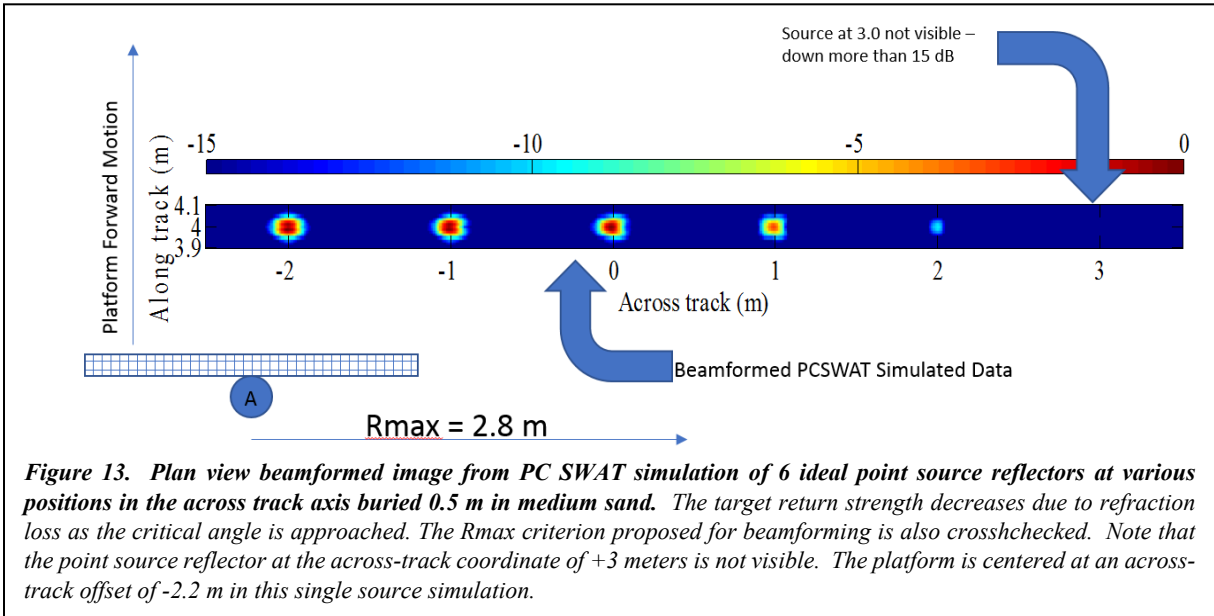 Source at 3.0 not visible –
down more than 15 dB
Platform Forward Motion
Along track (m)
-15 -10 -5 0
4.1
4
3.9
-2 -1 0 1 2 3
Across track (m)
Beamformed PCSWAT Simulated Data
A
Rmax = 2.8 m
Figure 13. Plan view beamformed image from PC SWAT simulation of 6 ideal point source reflectors at various
positions in the across track axis buried 0.5 m in medium sand. The target return strength decreases due to refraction
loss as the critical angle is approached. The Rmax criterion proposed for beamforming is also crosshchecked. Note that
the point source reflector at the across-track coordinate of +3 meters is not visible. The platform is centered at an across-
track offset of -2.2 m in this single source simulation.